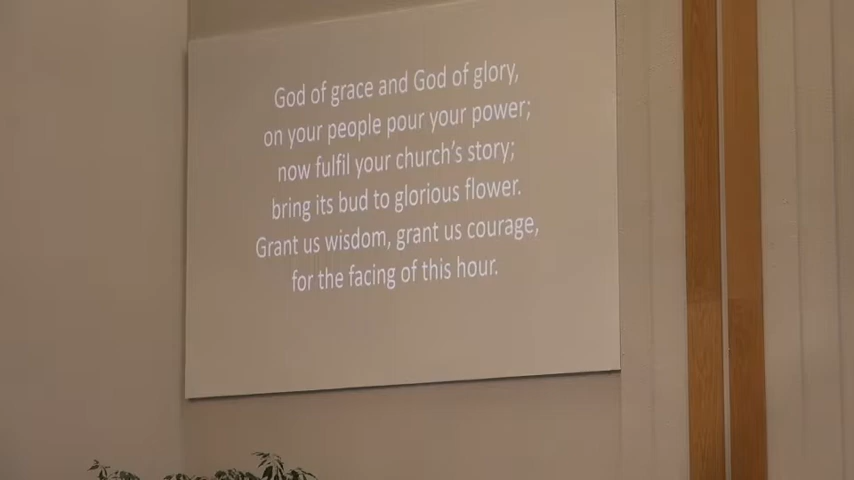 God of grace and God of glory,
on your people pour your power;
now fulfil your church's story;
bring its bud to glorious flower.
Grant us wisdom, grant us courage,
for the facing of this hour.